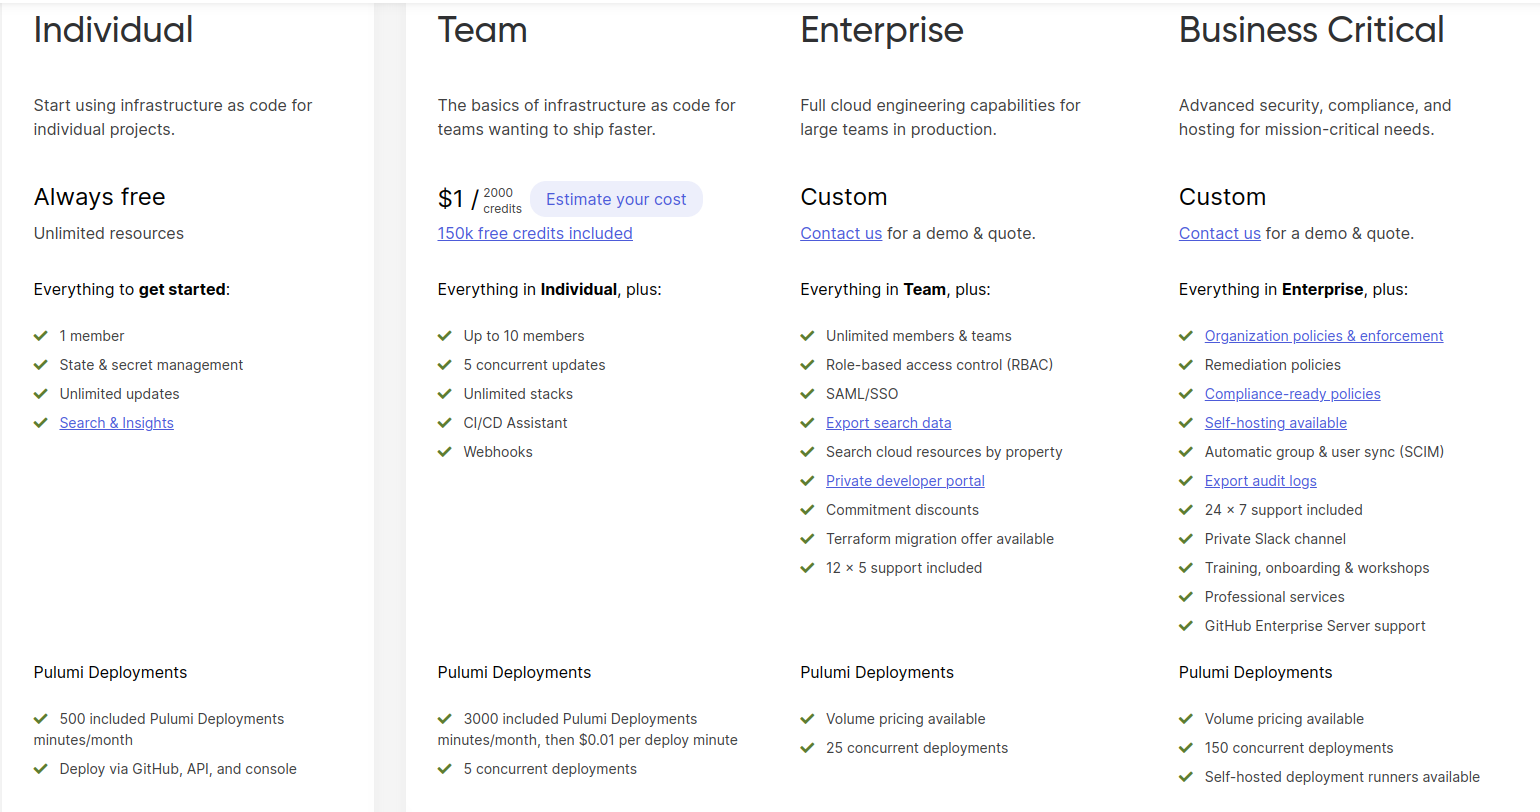 Individual
Start using infrastructure as code for
individual projects.
Always free
Unlimited resources
Everything to get started:
1 member
State & secret management
Unlimited updates
Search & Insights
Pulumi Deployments
500 included Pulumi Deployments
minutes/month
Deploy via GitHub, API, and console
Team
The basics of infrastructure as code for
teams wanting to ship faster.
$1 / 2000 credits Estimate your cost
150k free credits included
Everything in Individual, plus:
Up to 10 members
5 concurrent updates
Unlimited stacks
CI/CD Assistant
Webhooks
Pulumi Deployments
3000 included Pulumi Deployments
minutes/month, then $0.01 per deploy minute
5 concurrent deployments
Enterprise
Full cloud engineering capabilities for
large teams in production.
Custom
Contact us for a demo & quote.
Everything in Team, plus:
Unlimited members & teams
Role-based access control (RBAC)
SAML/SSO
Export search data
Search cloud resources by property
Private developer portal
Commitment discounts
Terraform migration offer available
12 × 5 support included
Pulumi Deployments
Volume pricing available
25 concurrent deployments
Business Critical
Advanced security, compliance, and
hosting for mission-critical needs.
Custom
Contact us for a demo & quote.
Everything in Enterprise, plus:
Organization policies & enforcement
Remediation policies
Compliance-ready policies
Self-hosting available
Automatic group & user sync (SCIM)
Export audit logs
24 × 7 support included
Private Slack channel
Training, onboarding & workshops
Professional services
GitHub Enterprise Server support
Pulumi Deployments
Volume pricing available
150 concurrent deployments
Self-hosted deployment runners available